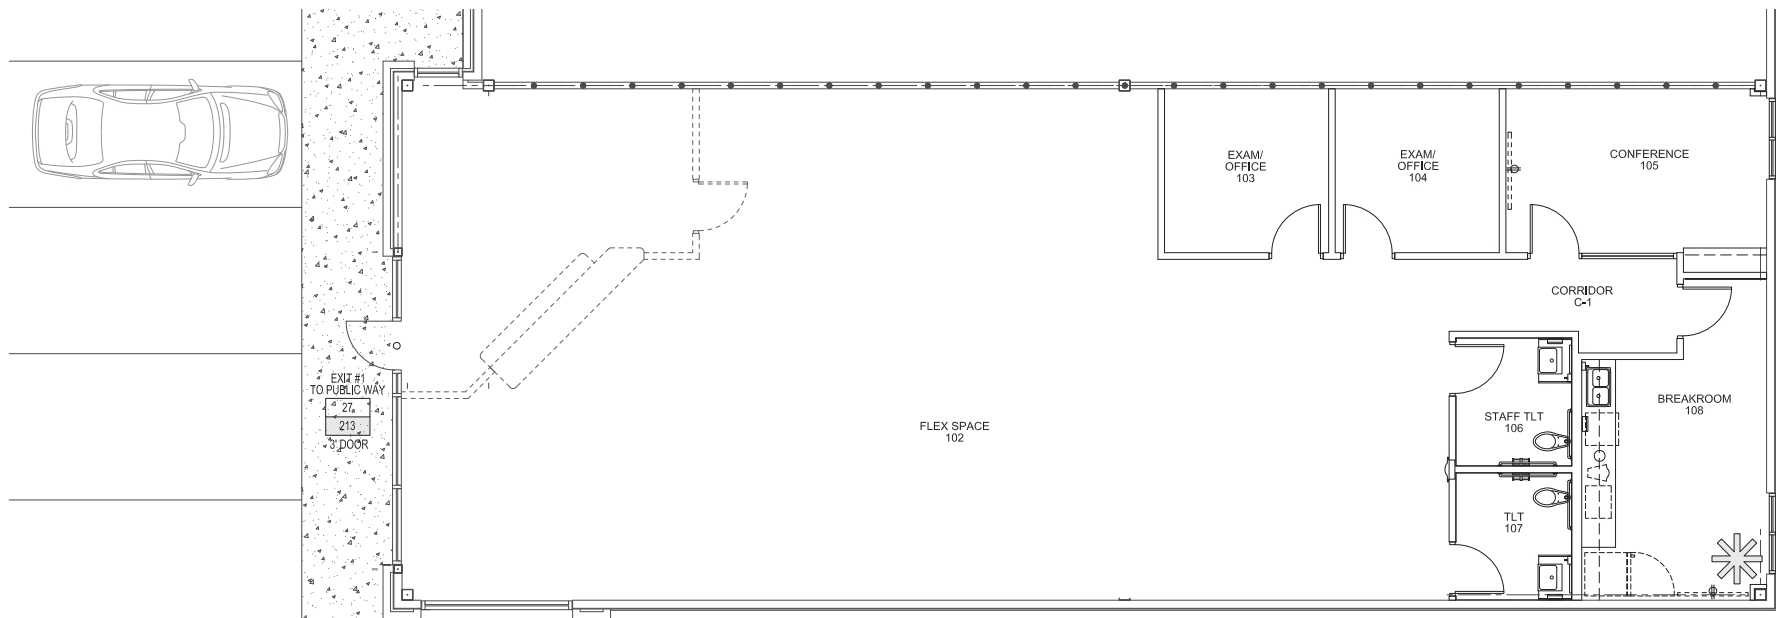 EXAM/
OFFICE
103
EXAM/
OFFICE
104
CONFERENCE
105
CORRIDOR
C-1
EXIT #1
TO PUBLIC WAY
27
213
3' DOOR
FLEX SPACE
102
STAFF TLT
106
BREAKROOM
108
TLT
107